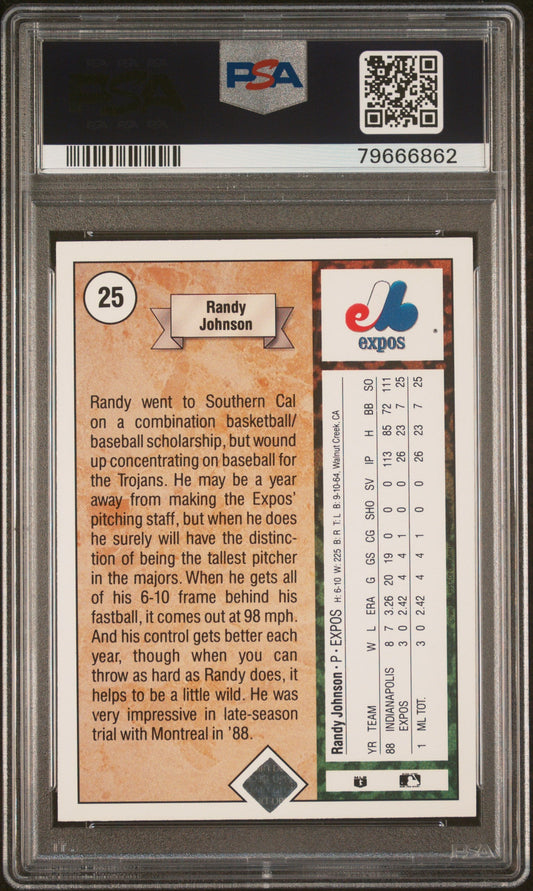 PSA
79666862
25
Randy
Johnson
expos
®
Randy went to Southern Cal
on a combination basketball/
baseball scholarship, but wound
up concentrating on baseball for
the Trojans. He may be a year
away from making the Expos'
pitching staff, but when he does
he surely will have the distinc-
tion of being the tallest pitcher
in the majors. When he gets all
of his 6-10 frame behind his
fastball, it comes out at 98 mph.
And his control gets better each
year, though when you can
throw as hard as Randy does, it
helps to be a little wild. He was
very impressive in late-season
trial with Montreal in '88.
Randy Johnson · P · EXPOS H: 6-10 W: 225 B: R T: L B: 9-10-64, Walnut Creek, CA
YR TEAM W L ERA G GS CG SHO SV IP H BB SO
88 INDIANAPOLIS 8 7 3.26 20 19 0 0 0 113 85 72 111
EXPOS 3 0 2.42 4 4 1 0 0 26 23 7 25
1 ML TOT. 3 0 2.42 4 4 1 0 0 26 23 7 25
PSA